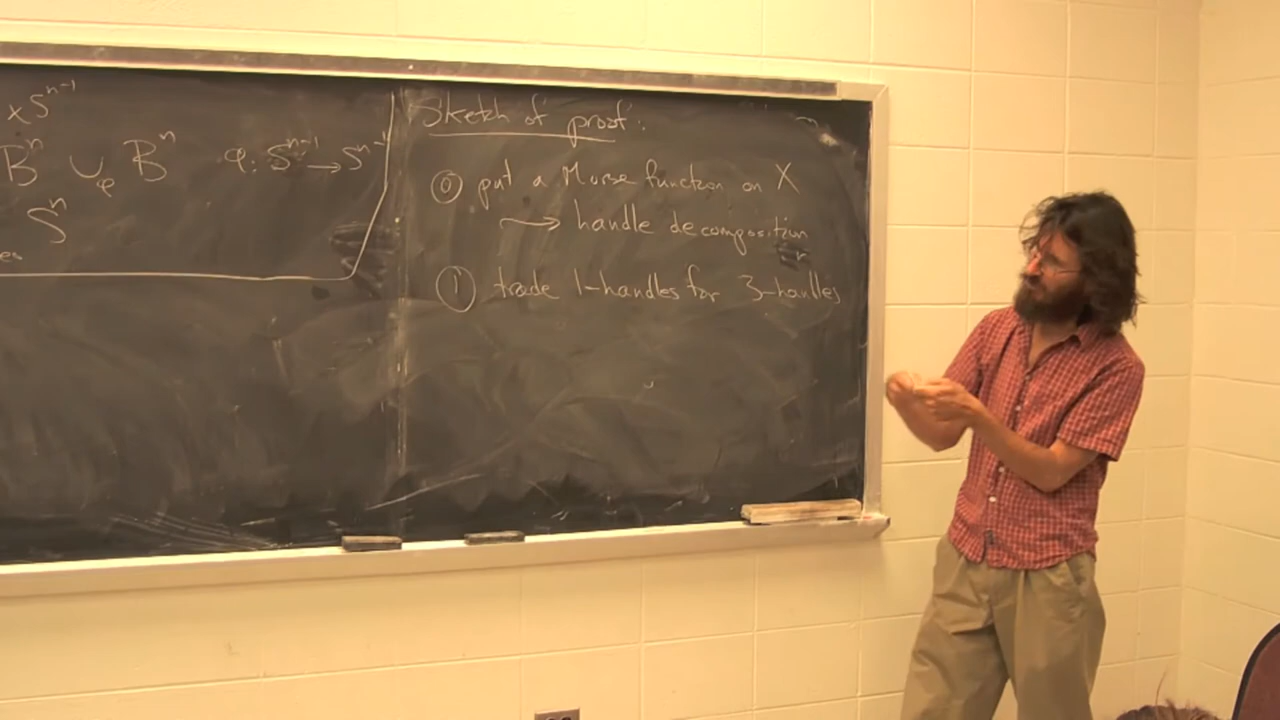 x S^{n-1}
B^n ∪_φ B^n φ: S^{n-1} → S^{n-1}
S^n
Sketch of proof:
⓪ put a Morse function on X
⟶ handle decomposition
① trade 1-handles for 3-handles